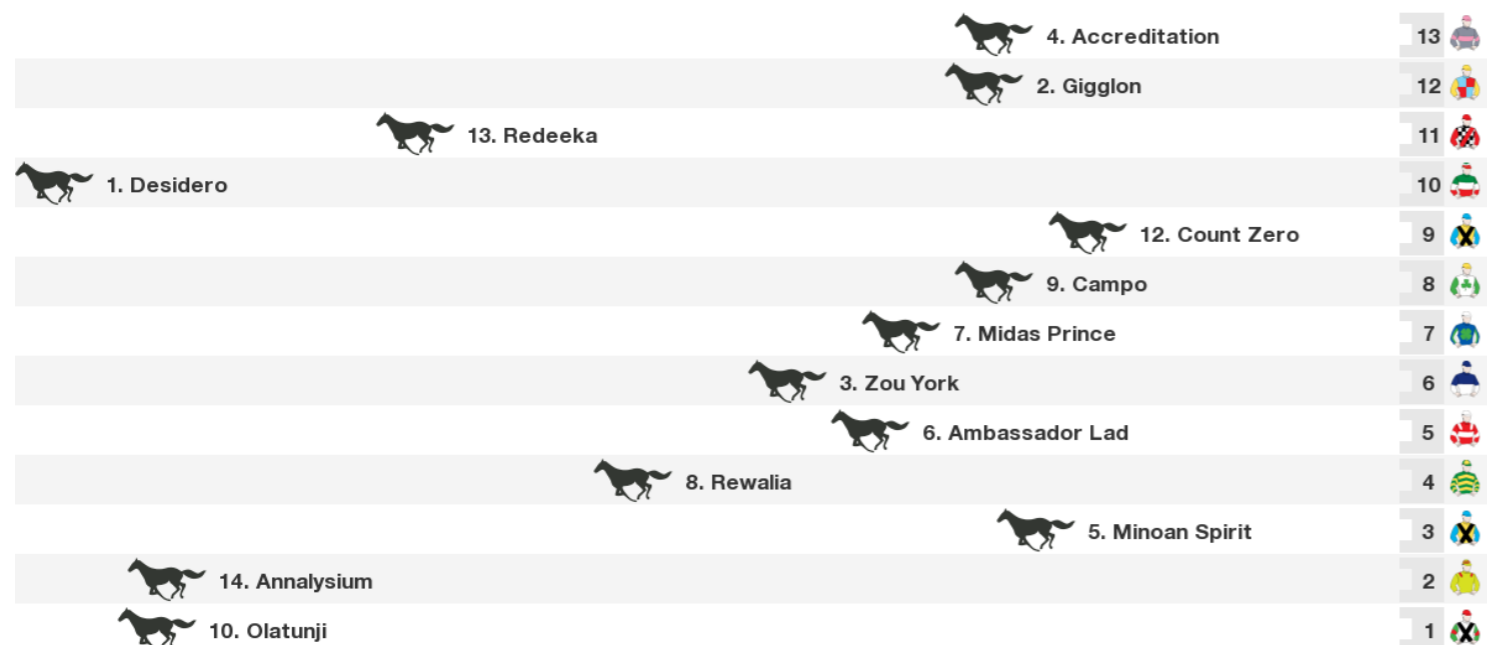 4. Accreditation 13
2. Gigglon 12
13. Redeeka 11
1. Desidero 10
12. Count Zero 9
9. Campo 8
7. Midas Prince 7
3. Zou York 6
6. Ambassador Lad 5
8. Rewalia 4
5. Minoan Spirit 3
14. Annalysium 2
10. Olatunji 1